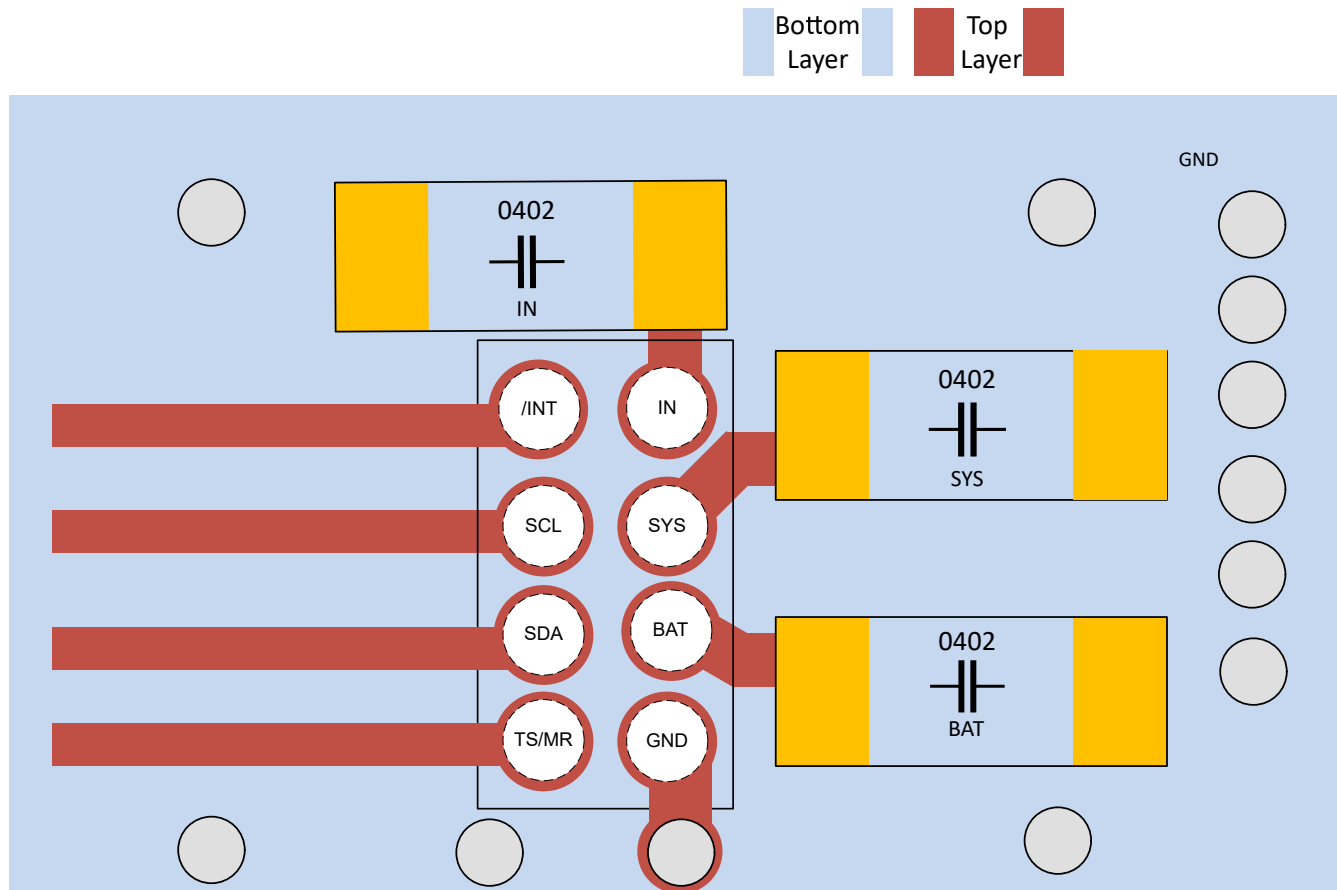 Bottom
Layer
Top
Layer
GND
0402
IN
/INT
IN
0402
SYS
SCL
SYS
SDA
BAT
0402
BAT
TS/MR
GND